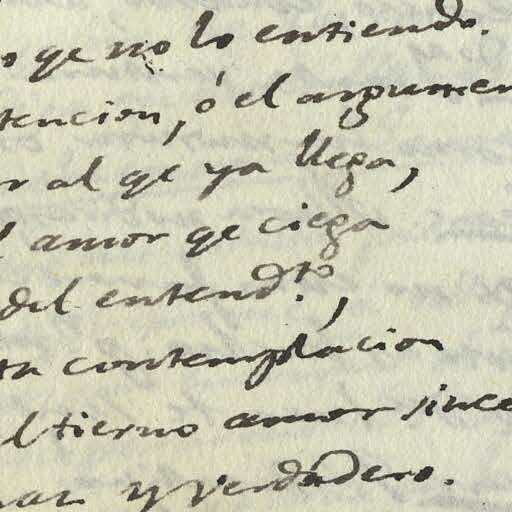 o qe no lo entiendo.
tencion, ó el argumen
r al qe ya llega,
l amor qe ciega
del entendto,
ta contemplacion
l tierno amor since
nar y verdadero.